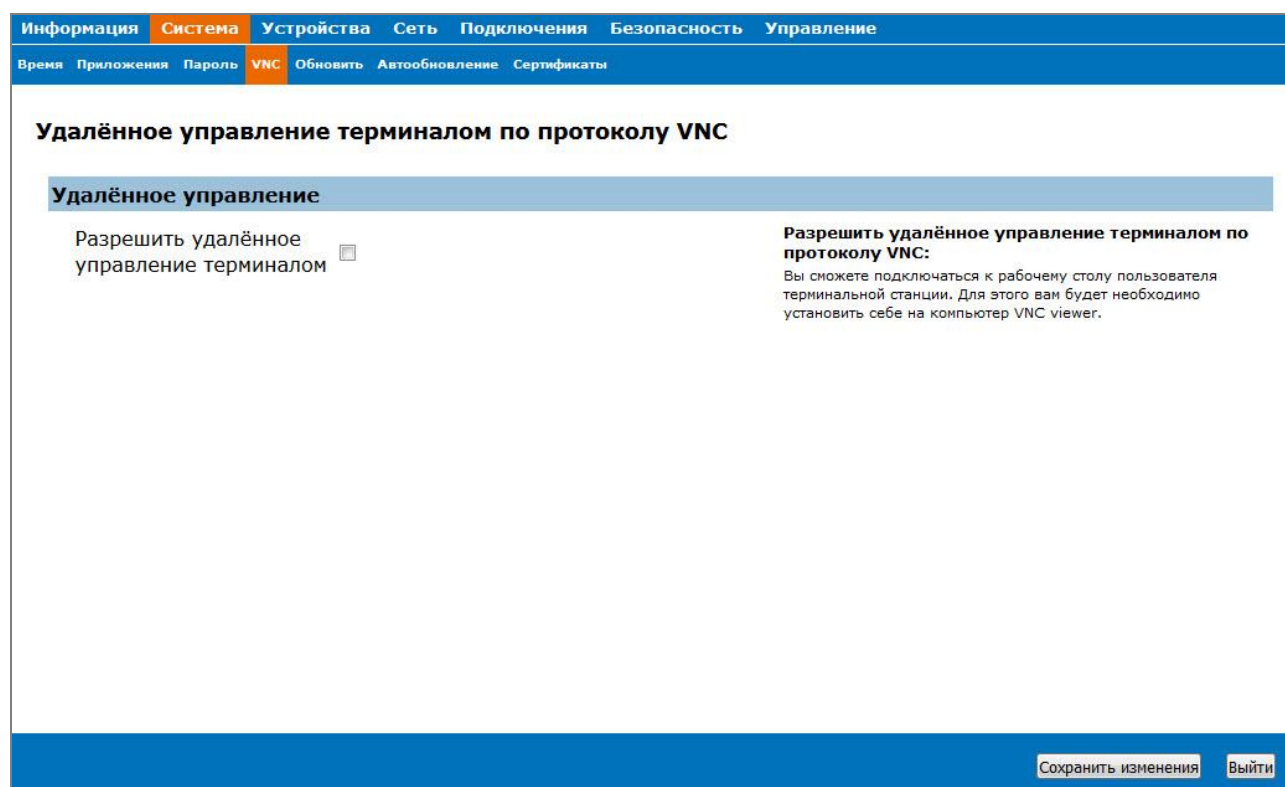 Информация Система Устройства Сеть Подключения Безопасность Управление
Время Приложения Пароль VNC Обновить Автообновление Сертификаты
Удалённое управление терминалом по протоколу VNC
Удалённое управление
Разрешить удалённое
управление терминалом
Разрешить удалённое управление терминалом по
протоколу VNC:
Вы сможете подключаться к рабочему столу пользователя
терминальной станции. Для этого вам будет необходимо
установить себе на компьютер VNC viewer.
Сохранить изменения Выйти